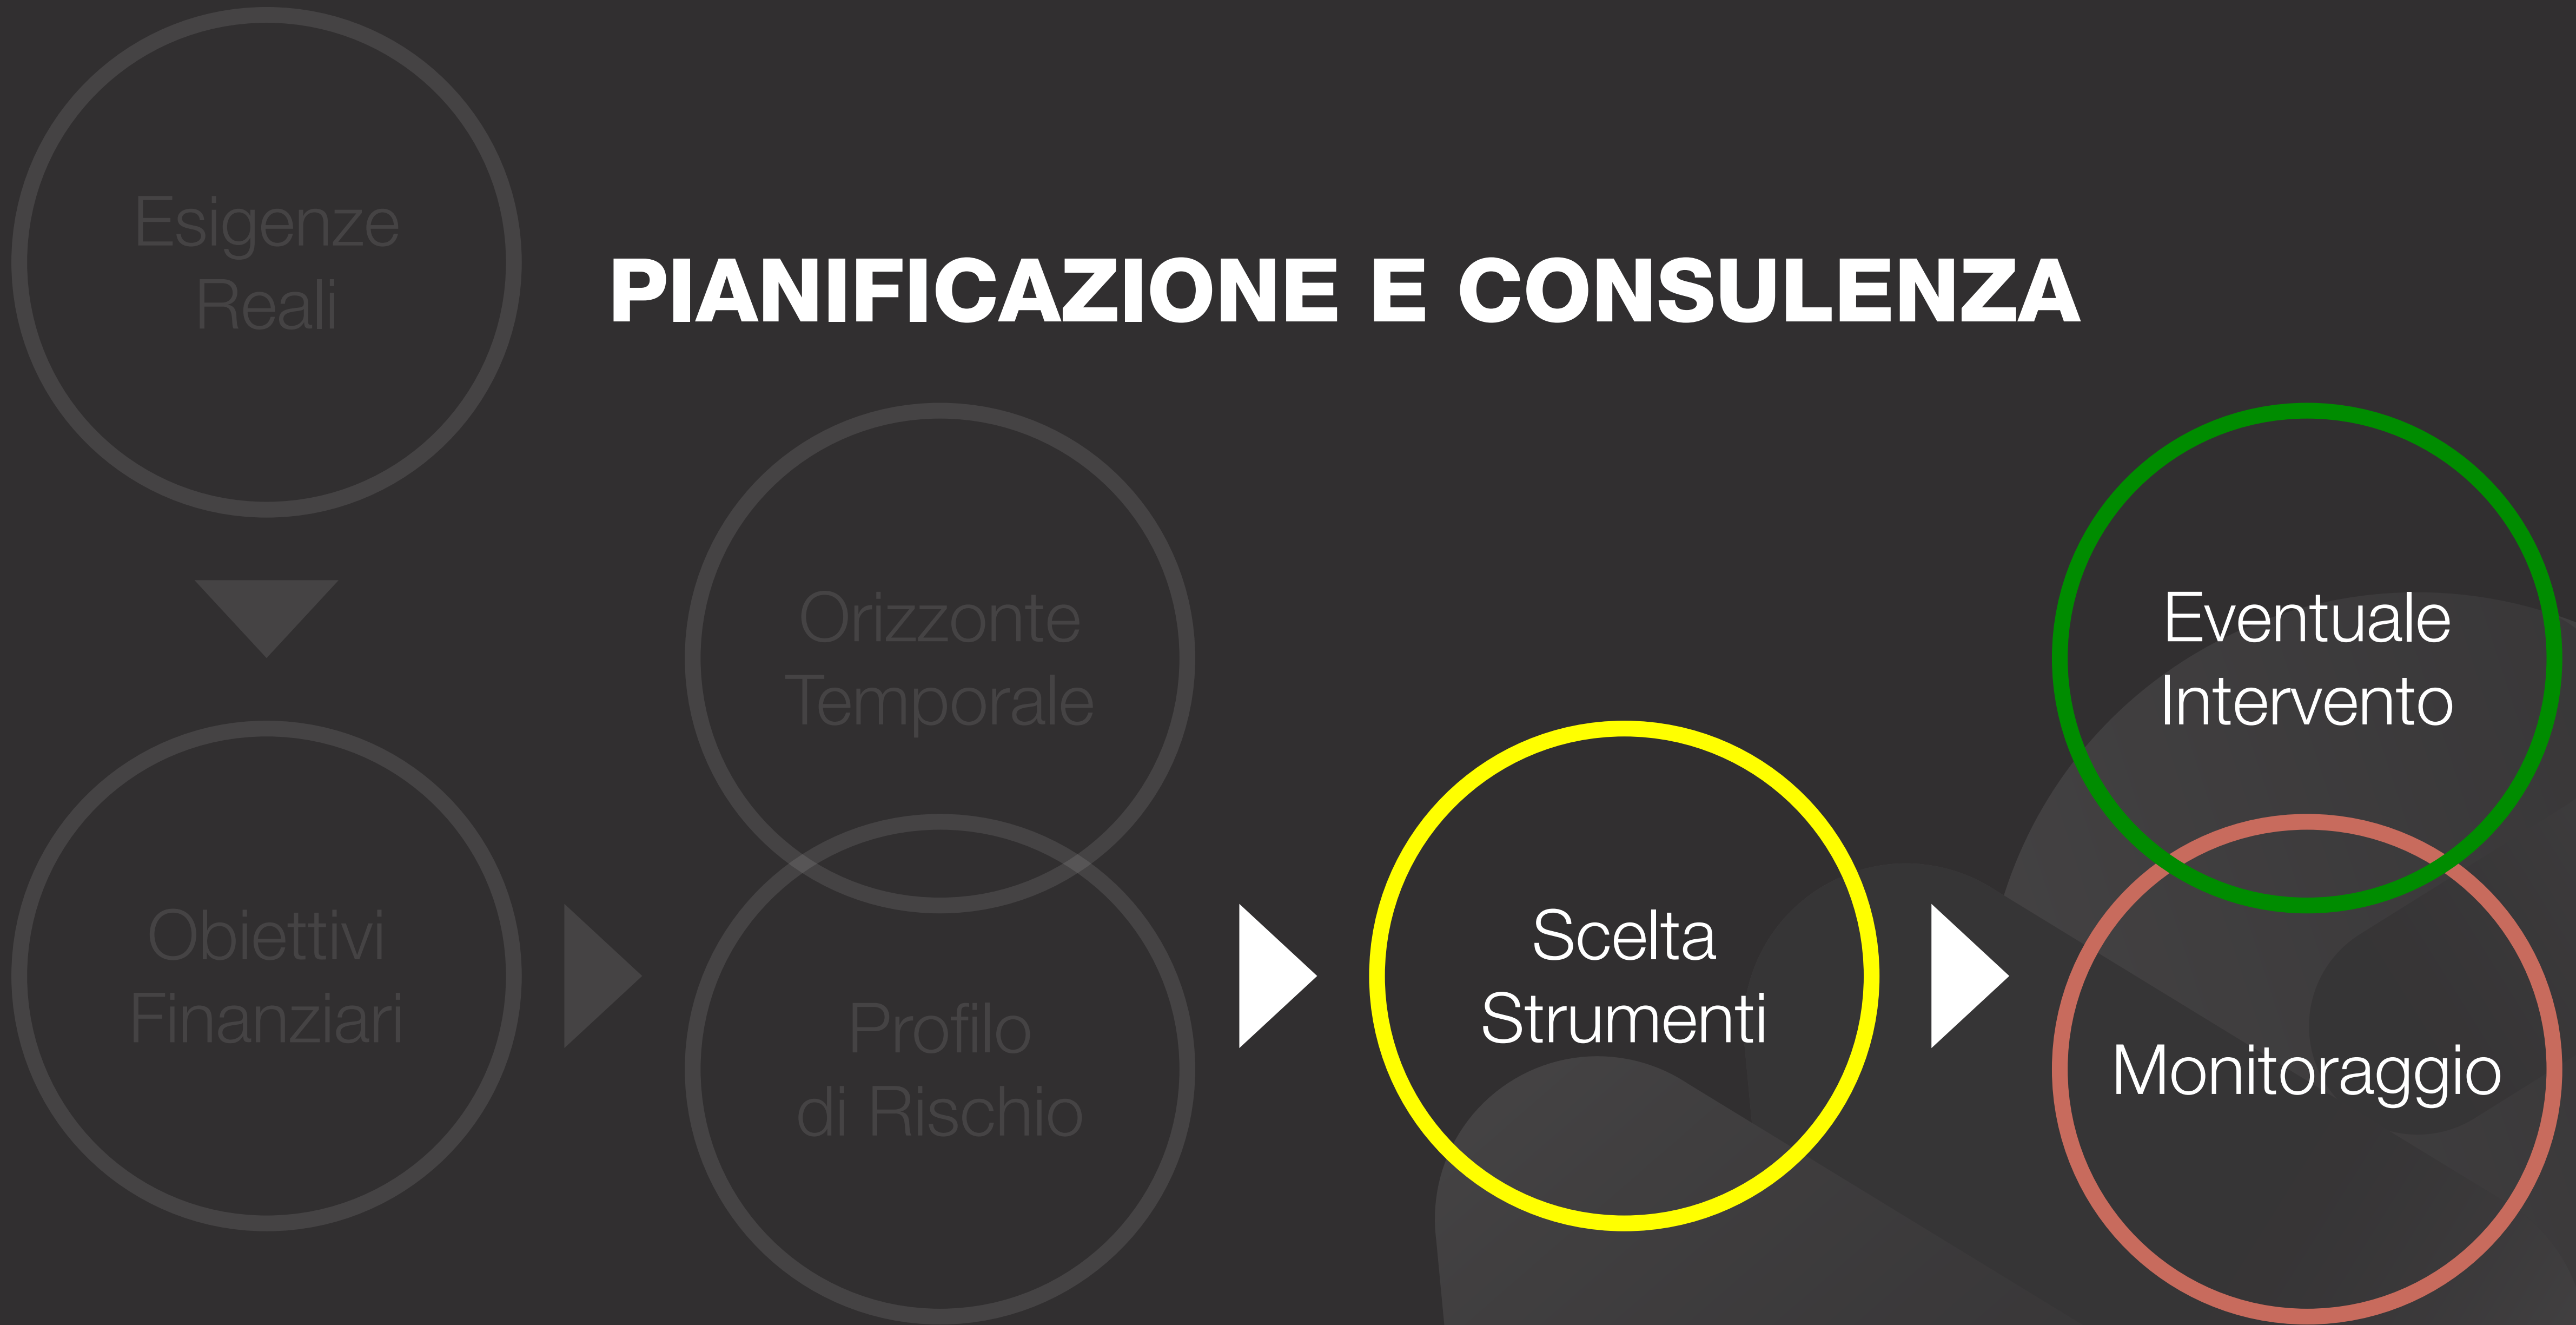 Esigenze
Reali
PIANIFICAZIONE E CONSULENZA
Orizzonte
Temporale
Eventuale
Intervento
Obiettivi
Finanziari
Profilo
di Rischio
Scelta
Strumenti
Monitoraggio